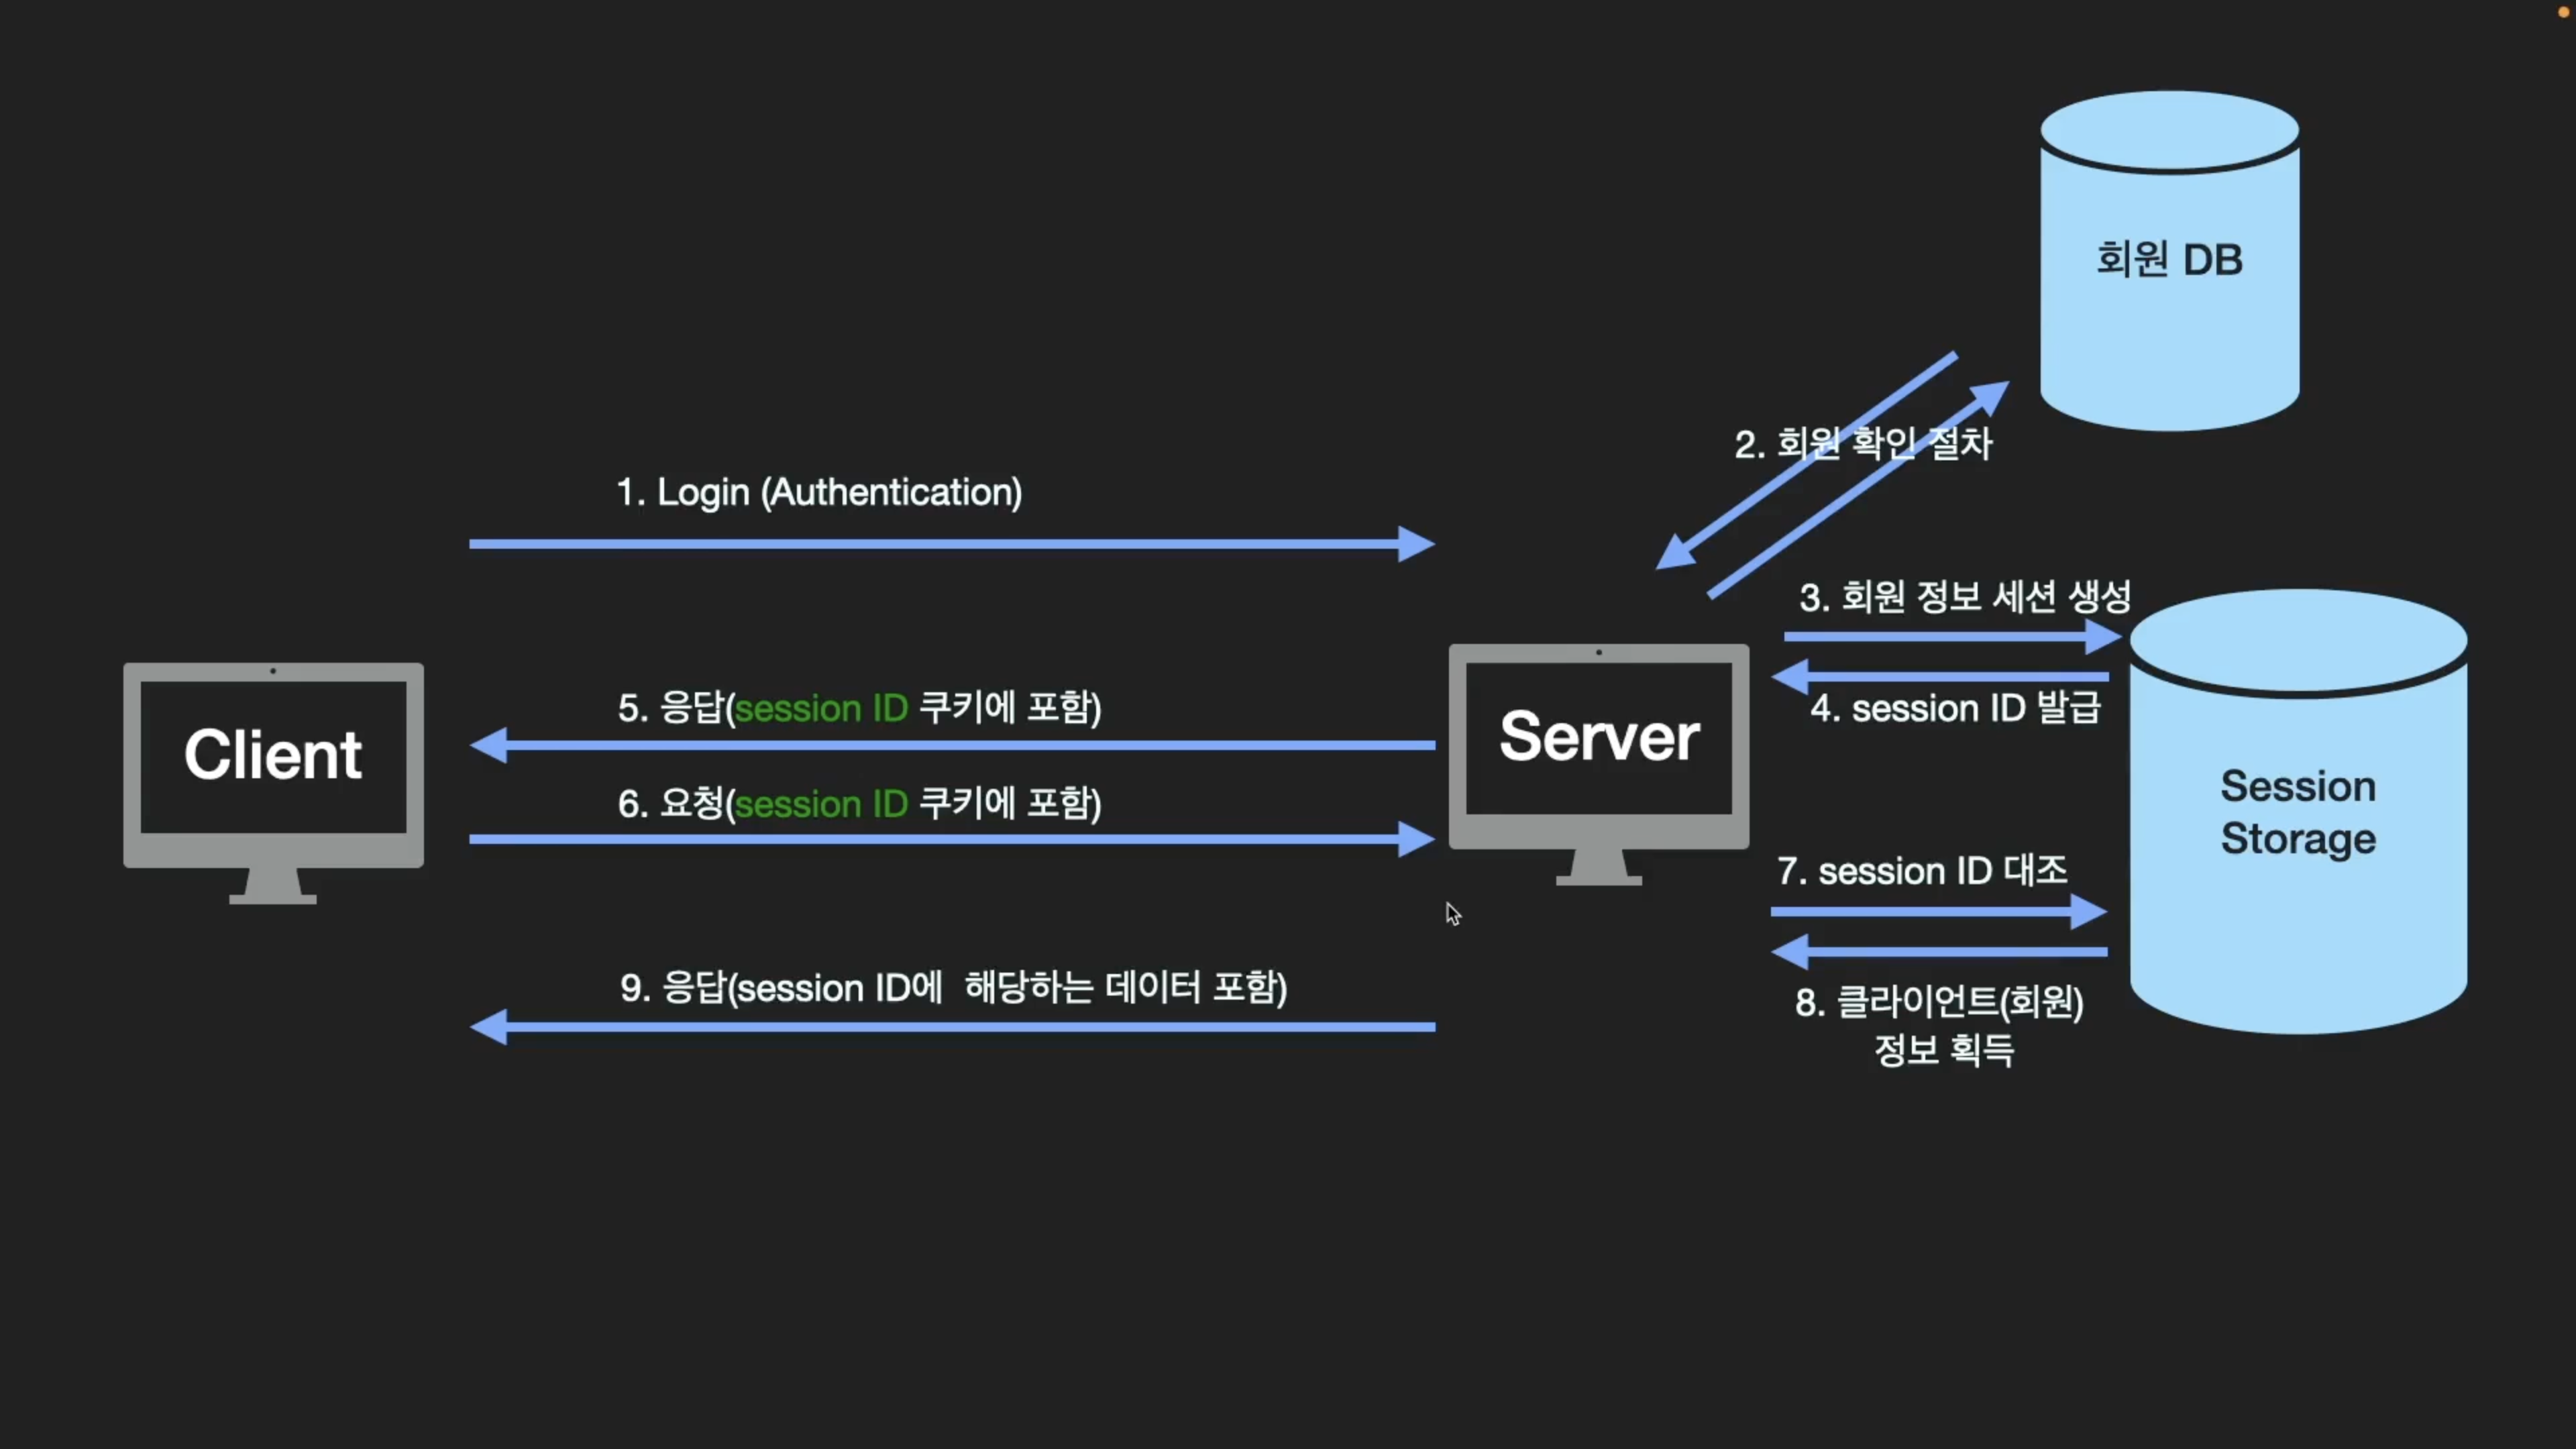 회원 DB
2. 회원 확인 절차
1. Login (Authentication)
3. 회원 정보 세션 생성
4. session ID 발급
5. 응답(session ID 쿠키에 포함)
Client
Server
6. 요청(session ID 쿠키에 포함)
Session
Storage
7. session ID 대조
9. 응답(session ID에  해당하는 데이터 포함)
8. 클라이언트(회원)
정보 획득